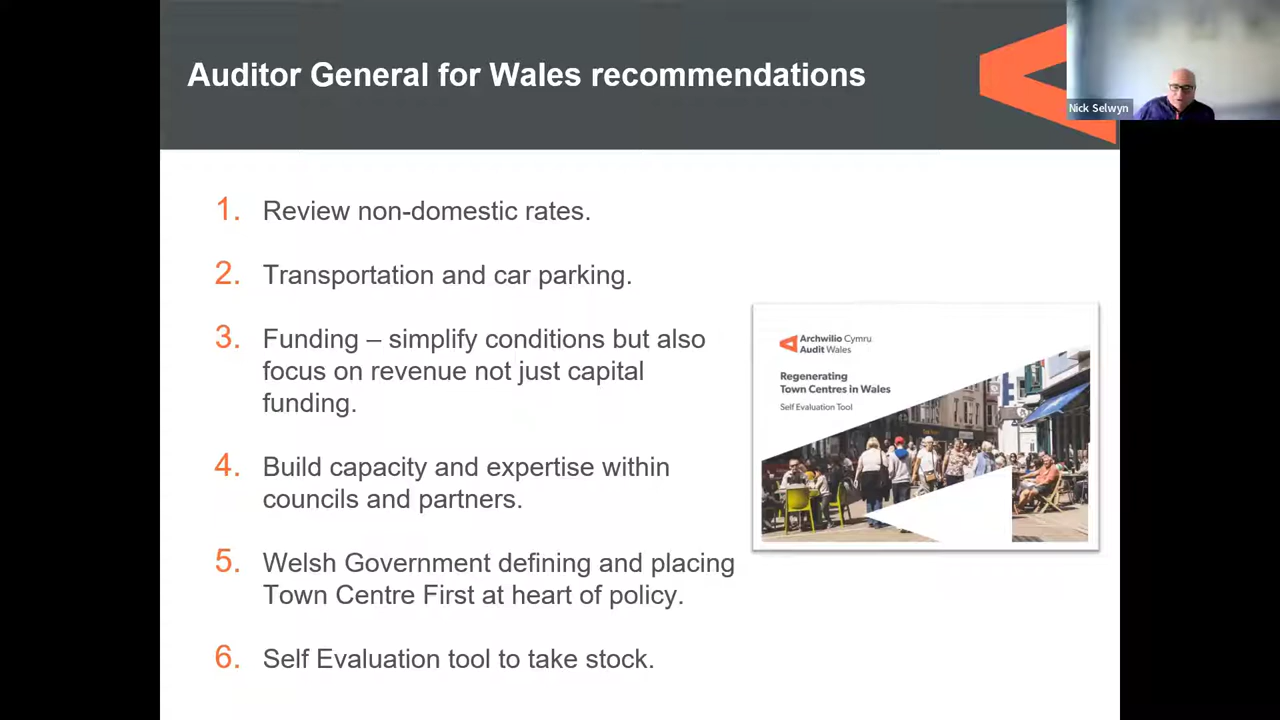 Auditor General for Wales recommendations
Nick Selwyn
1. Review non-domestic rates.
2. Transportation and car parking.
3. Funding – simplify conditions but also
focus on revenue not just capital
funding.
4. Build capacity and expertise within
councils and partners.
5. Welsh Government defining and placing
Town Centre First at heart of policy.
6. Self Evaluation tool to take stock.
Archwilio Cymru
Audit Wales
Regenerating
Town Centres in Wales
Self Evaluation Tool